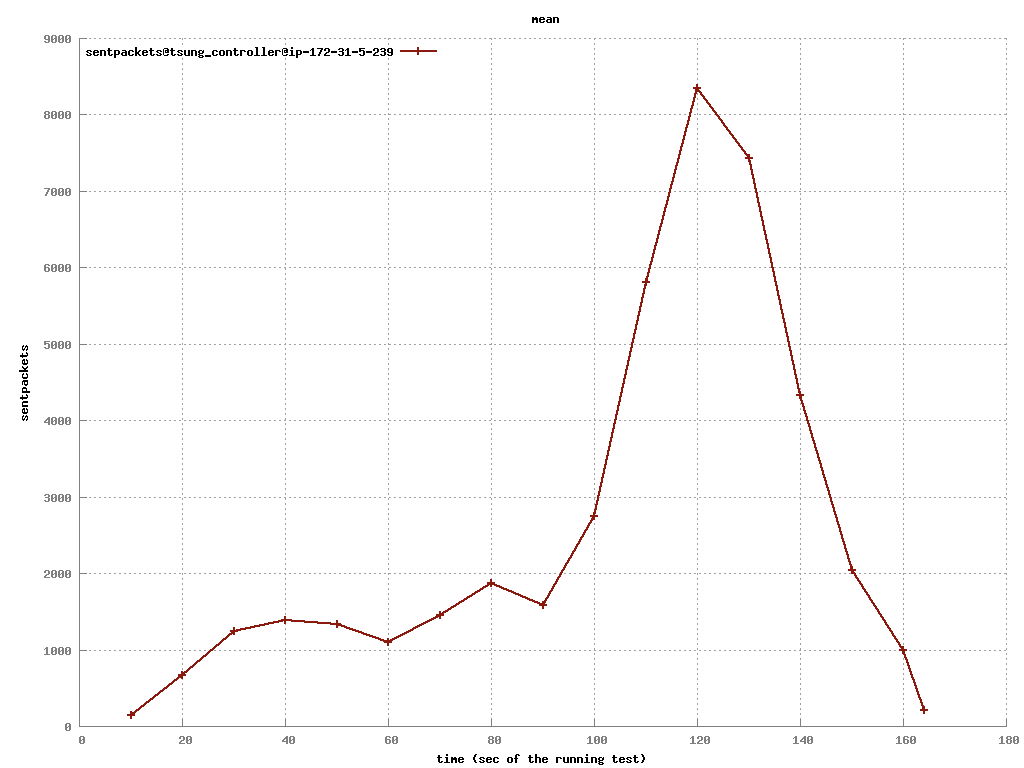 mean
sentpackets@tsung_controller@ip-172-31-5-239
9000
8000
7000
6000
5000
4000
3000
2000
1000
0
sentpackets
0 20 40 60 80 100 120 140 160 180
time (sec of the running test)